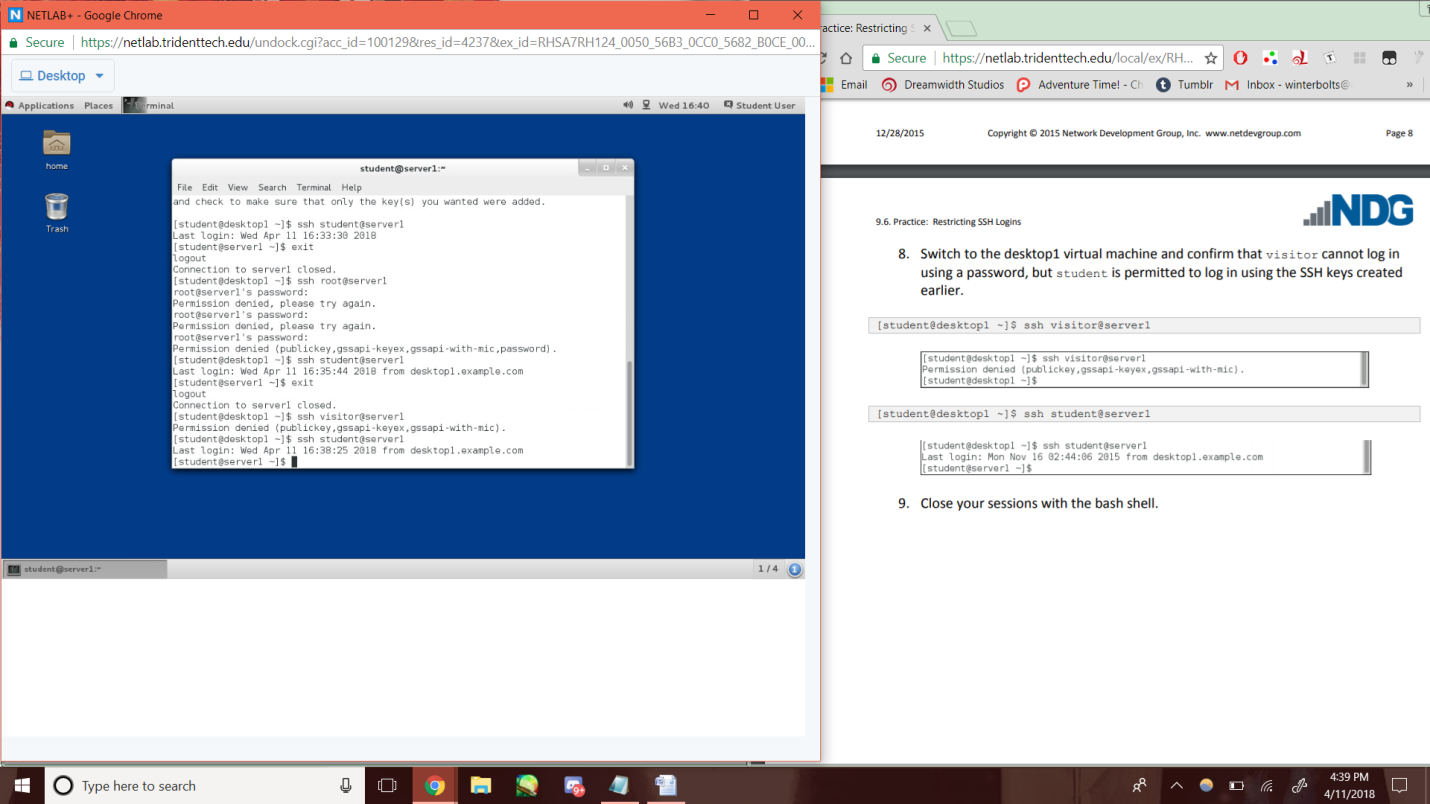 NETLAB+ - Google Chrome
Secure https://netlab.tridenttech.edu/undock.cgi?acc_id=100129&res_id=4237&ex_id=RHSA7RH124_0050_56B3_0CC0_5682_B0CE_00...
Desktop
Applications Places Wed 16:40 Student User
home
Trash
student@server1:~
File Edit View Search Terminal Help
and check to make sure that only the key(s) you wanted were added.
[student@desktop1 ~]$ ssh student@server1
Last login: Wed Apr 11 16:33:30 2018
[student@server1 ~]$ exit
logout
Connection to server1 closed.
[student@desktop1 ~]$ ssh root@server1
root@server1's password:
Permission denied, please try again.
root@server1's password:
Permission denied, please try again.
root@server1's password:
Permission denied (publickey,gssapi-keyex,gssapi-with-mic,password).
[student@desktop1 ~]$ ssh student@server1
Last login: Wed Apr 11 16:35:44 2018 from desktop1.example.com
[student@server1 ~]$ exit
logout
Connection to server1 closed.
[student@desktop1 ~]$ ssh visitor@server1
Permission denied (publickey,gssapi-keyex,gssapi-with-mic).
[student@desktop1 ~]$ ssh student@server1
Last login: Wed Apr 11 16:38:25 2018 from desktop1.example.com
[student@server1 ~]$
student@server1:~
1 / 4
1
Practice: Restricting
Secure https://netlab.tridenttech.edu/local/ex/RH...
Email Dreamwidth Studios Adventure Time! - Ch Tumblr Inbox - winterbolts@ »
12/28/2015 Copyright © 2015 Network Development Group, Inc. www.netdevgroup.com Page 8
NDG
9.6. Practice: Restricting SSH Logins
8. Switch to the desktop1 virtual machine and confirm that visitor cannot log in
using a password, but student is permitted to log in using the SSH keys created
earlier.
[student@desktop1 ~]$ ssh visitor@server1
[student@desktop1 ~]$ ssh visitor@server1
Permission denied (publickey,gssapi-keyex,gssapi-with-mic).
[student@desktop1 ~]$
[student@desktop1 ~]$ ssh student@server1
[student@desktop1 ~]$ ssh student@server1
Last login: Mon Nov 16 02:44:06 2015 from desktop1.example.com
[student@server1 ~]$
9. Close your sessions with the bash shell.
Type here to search
9+
4:39 PM
4/11/2018